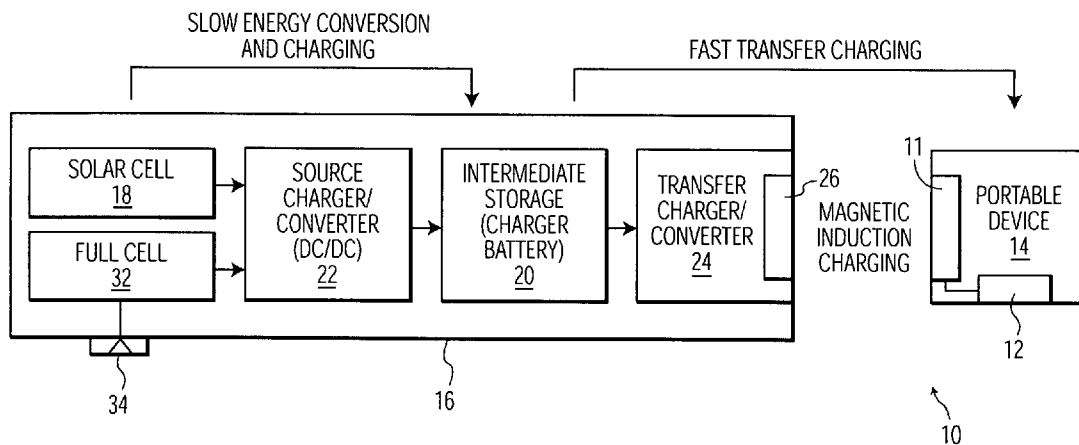 SLOW ENERGY CONVERSION
AND CHARGING
FAST TRANSFER CHARGING
SOLAR CELL
18
FULL CELL
32
SOURCE
CHARGER/
CONVERTER
(DC/DC)
22
INTERMEDIATE
STORAGE
(CHARGER
BATTERY)
20
TRANSFER
CHARGER/
CONVERTER
24
26
MAGNETIC
INDUCTION
CHARGING
11
PORTABLE
DEVICE
14
12
34
16
10